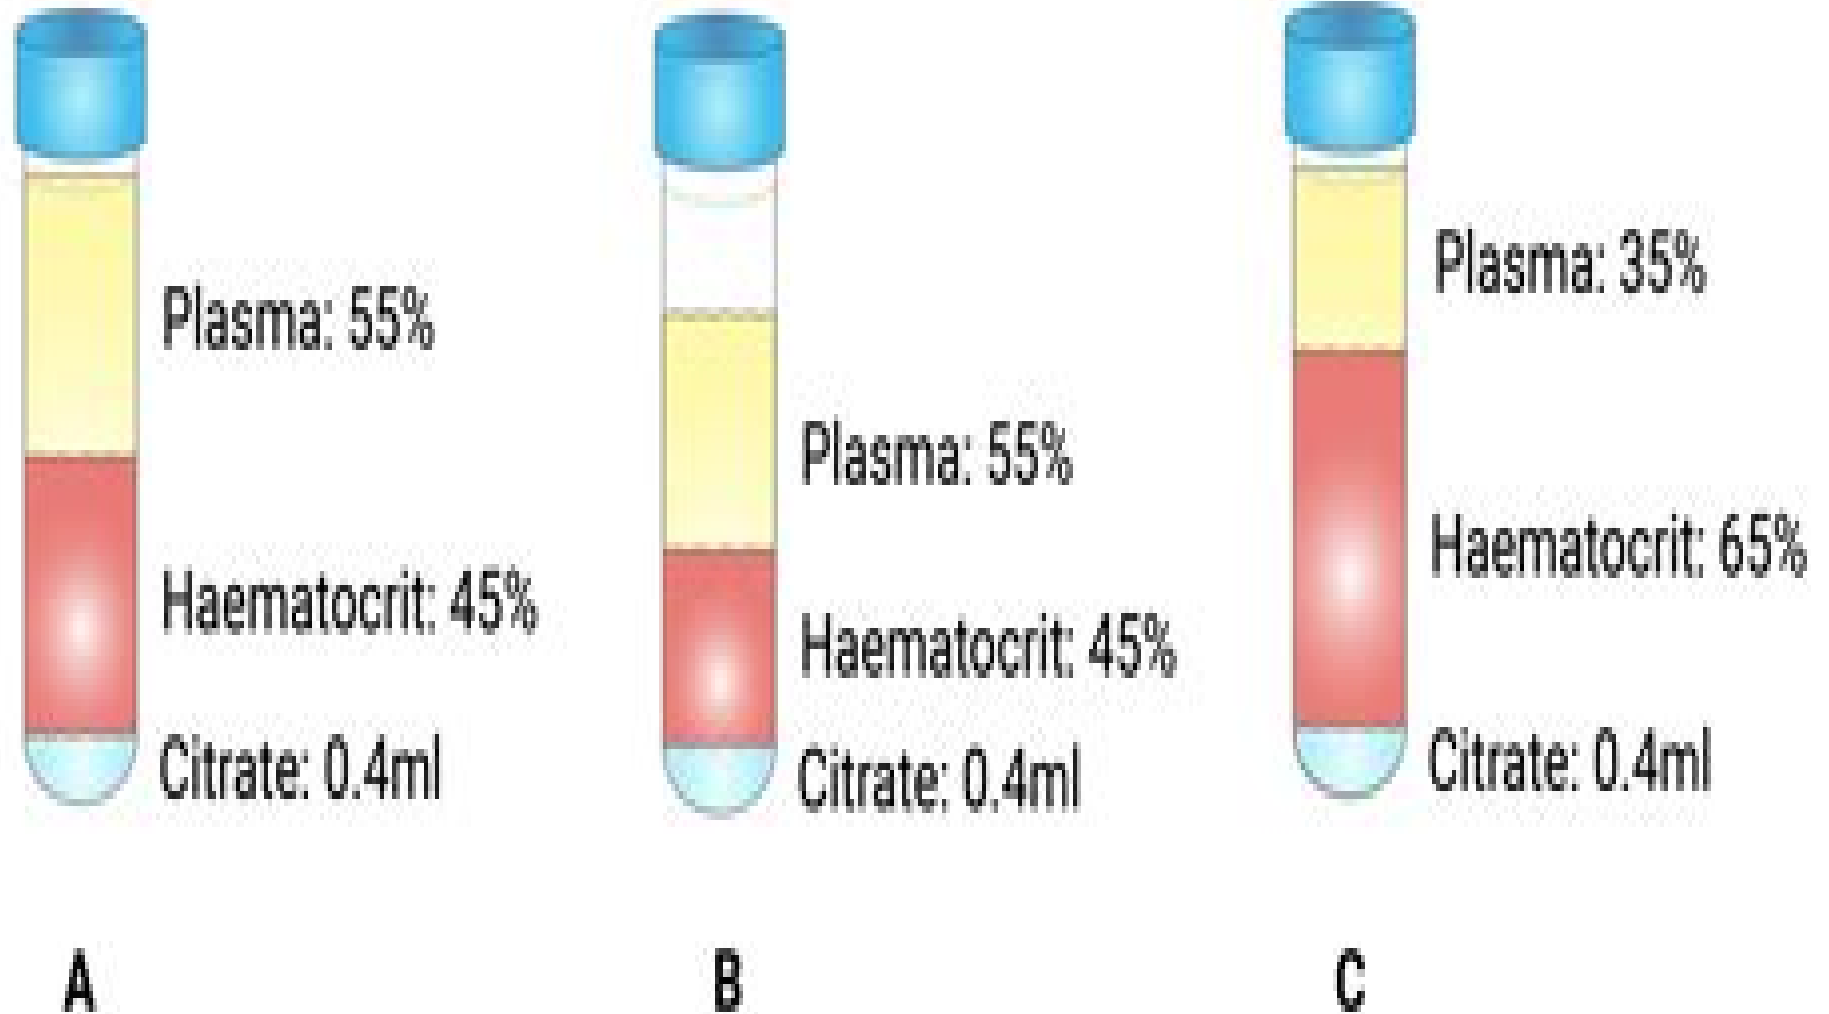 Plasma: 55%
Haematocrit: 45%
Citrate: 0.4ml
A
Plasma: 55%
Haematocrit: 45%
Citrate: 0.4ml
B
Plasma: 35%
Haematocrit: 65%
Citrate: 0.4ml
C